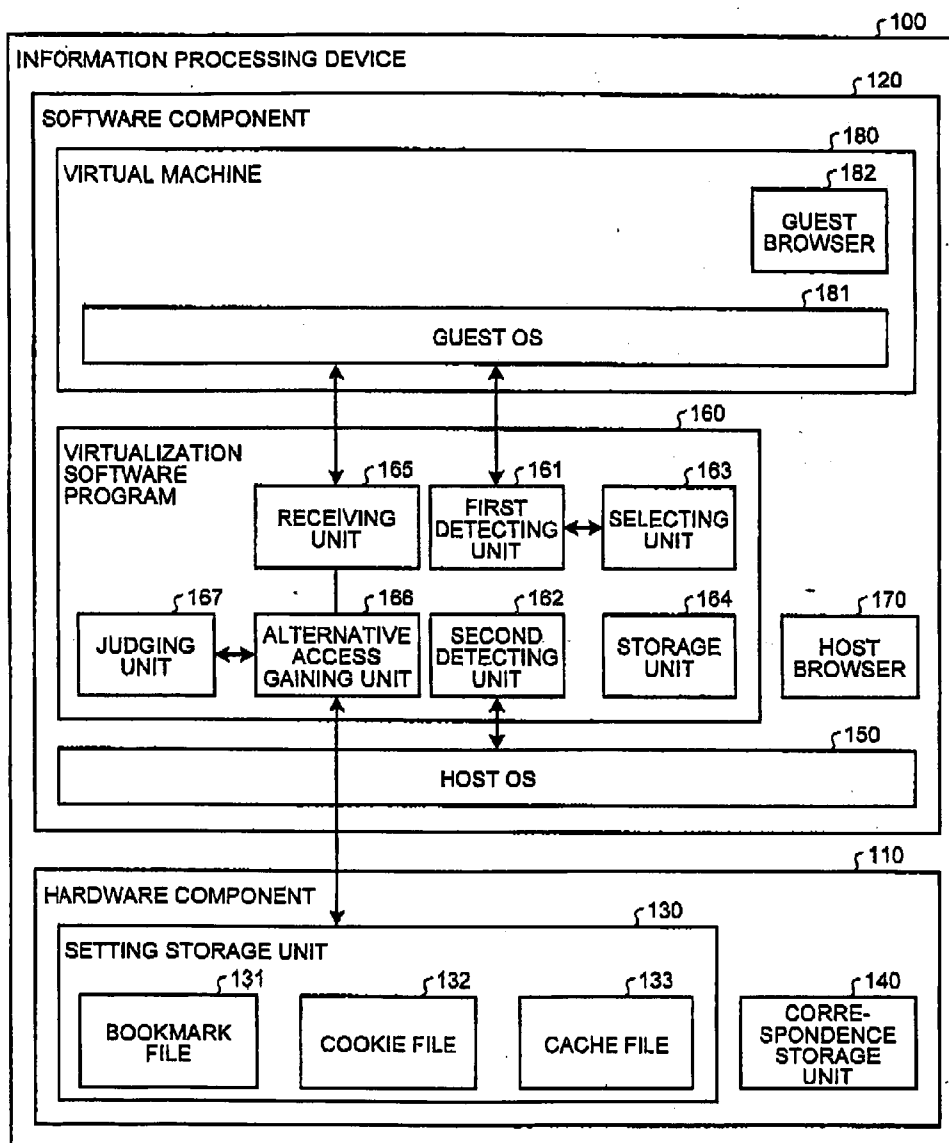 100
INFORMATION PROCESSING DEVICE
120
SOFTWARE COMPONENT
180
VIRTUAL MACHINE
182
GUEST
BROWSER
181
GUEST OS
160
VIRTUALIZATION
SOFTWARE
PROGRAM
165
RECEIVING
UNIT
161
FIRST
DETECTING
UNIT
163
SELECTING
UNIT
167
JUDGING
UNIT
166
ALTERNATIVE
ACCESS
GAINING UNIT
162
SECOND
DETECTING
UNIT
164
STORAGE
UNIT
170
HOST
BROWSER
150
HOST OS
110
HARDWARE COMPONENT
130
SETTING STORAGE UNIT
131
BOOKMARK
FILE
132
COOKIE FILE
133
CACHE FILE
140
CORRE-
SPONDENCE
STORAGE
UNIT